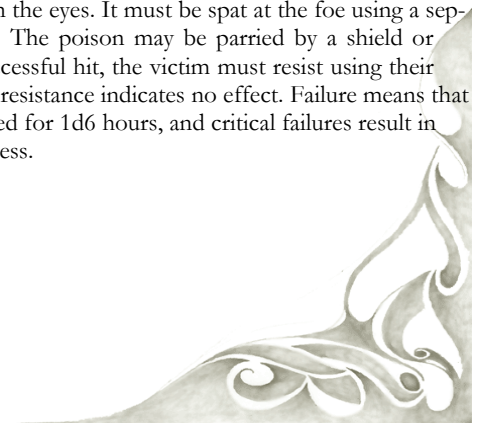 n the eyes. It must be spat at the foe using a sep-
The poison may be parried by a shield or
cessful hit, the victim must resist using their
resistance indicates no effect. Failure means that
ed for 1d6 hours, and critical failures result in
ess.